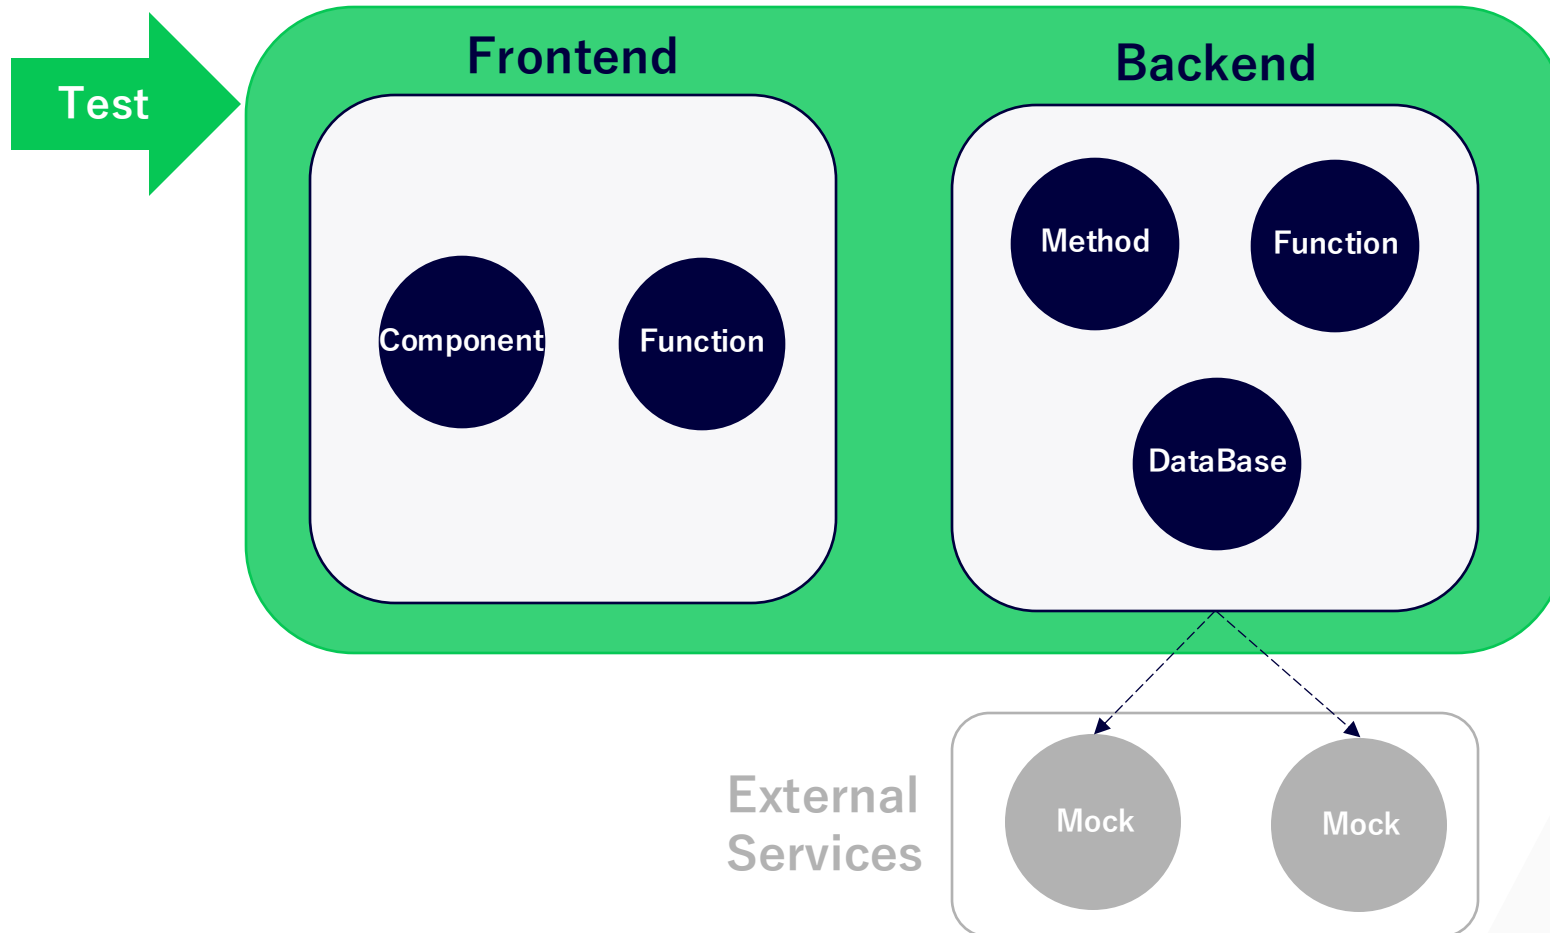 Test
Frontend
Backend
Component
Function
Method
Function
DataBase
External
Services
Mock
Mock